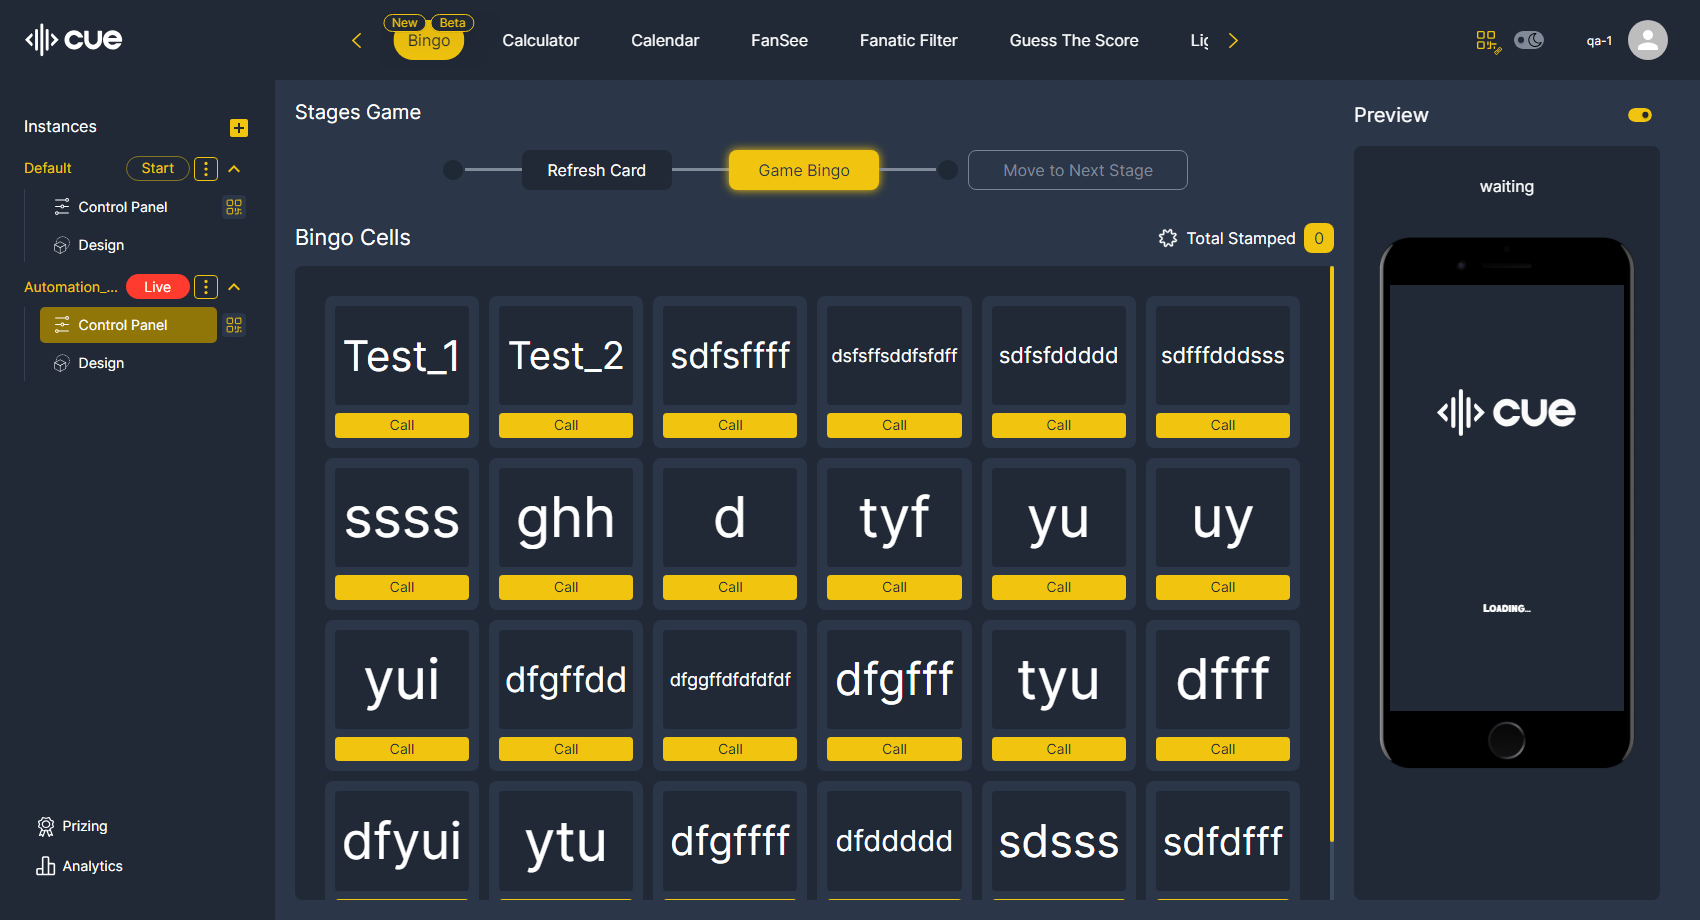 cue
New Beta
Bingo
Calculator
Calendar
FanSee
Fanatic Filter
Guess The Score
qa-1
Instances
Default
Start
Control Panel
Design
Automation_...
Live
Control Panel
Design
Prizing
Analytics
Stages Game
Refresh Card
Game Bingo
Move to Next Stage
Bingo Cells
Total Stamped 0
Test_1 Test_2 sdfsffff dsfsffsddfsfdff sdfsfddddd sdfffdddsss
Call Call Call Call Call Call
ssss ghh d tyf yu uy
Call Call Call Call Call Call
yui dfgffdd dfggffdfdfdfdf dfgfff tyu dfff
Call Call Call Call Call Call
dfyui ytu dfgffff dfddddd sdsss sdfdfff
Preview
waiting
cue
Loading...